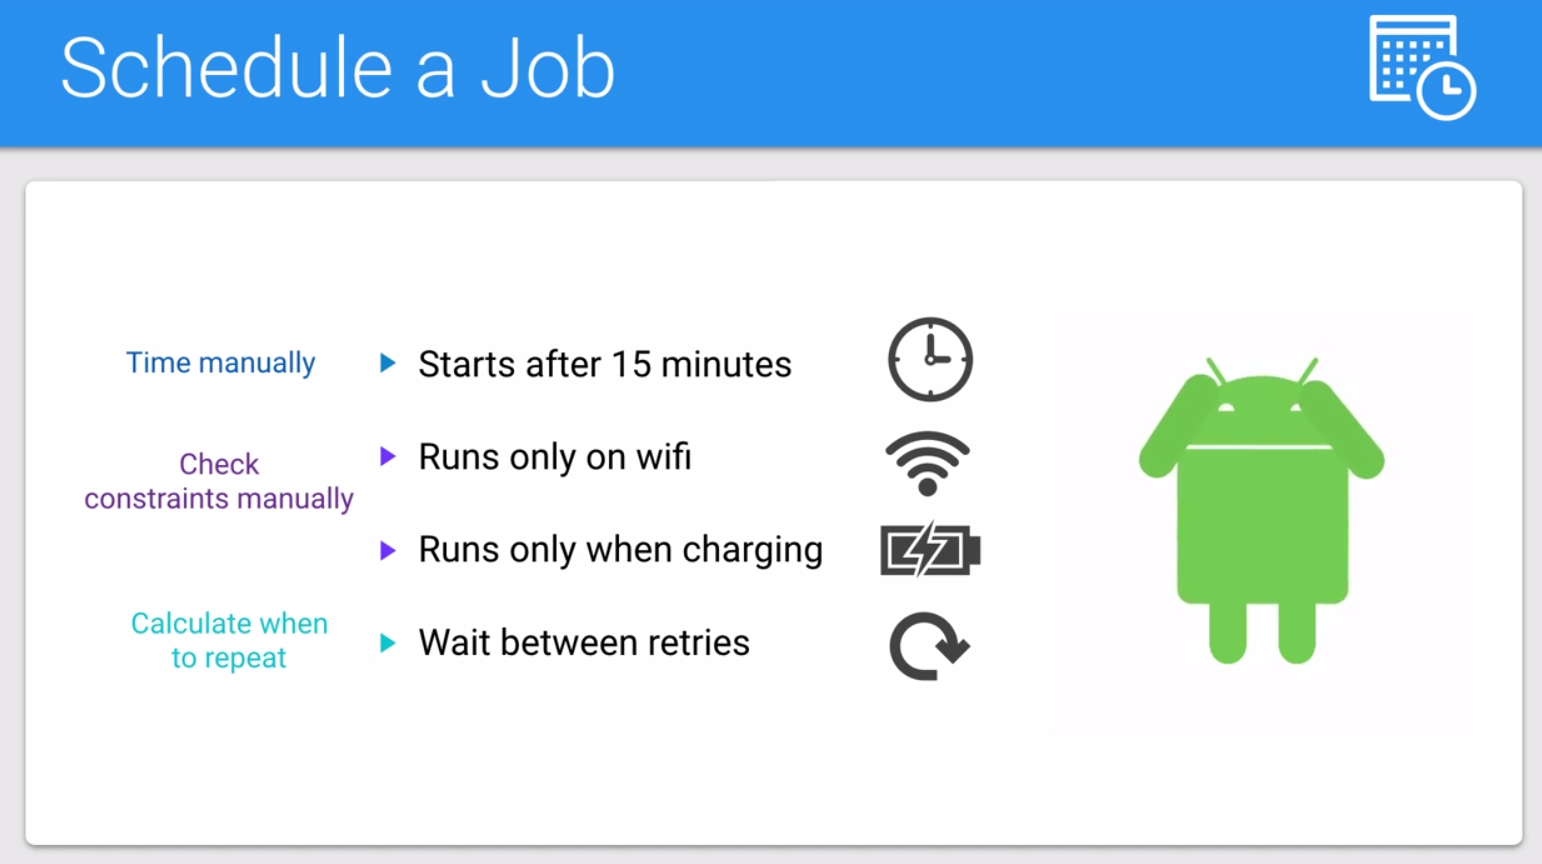 Schedule a Job
Time manually
Starts after 15 minutes
Check
constraints manually
Runs only on wifi
Runs only when charging
Calculate when
to repeat
Wait between retries